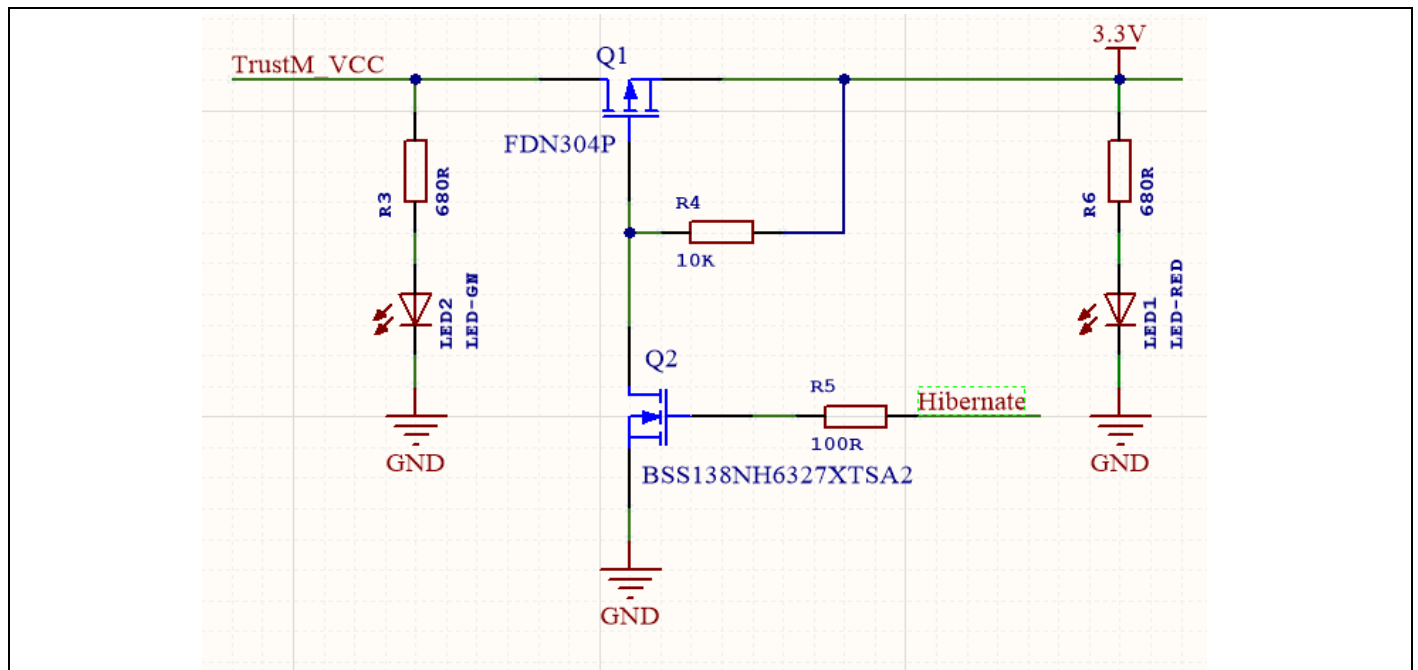 3.3V
TrustM_VCC
Q1
FDN304P
R3
680R
R4
10K
R6
680R
LED2
LED-GN
LED1
LED-RED
Q2
R5
Hibernate
100R
GND
BSS138NH6327XTSA2
GND
GND